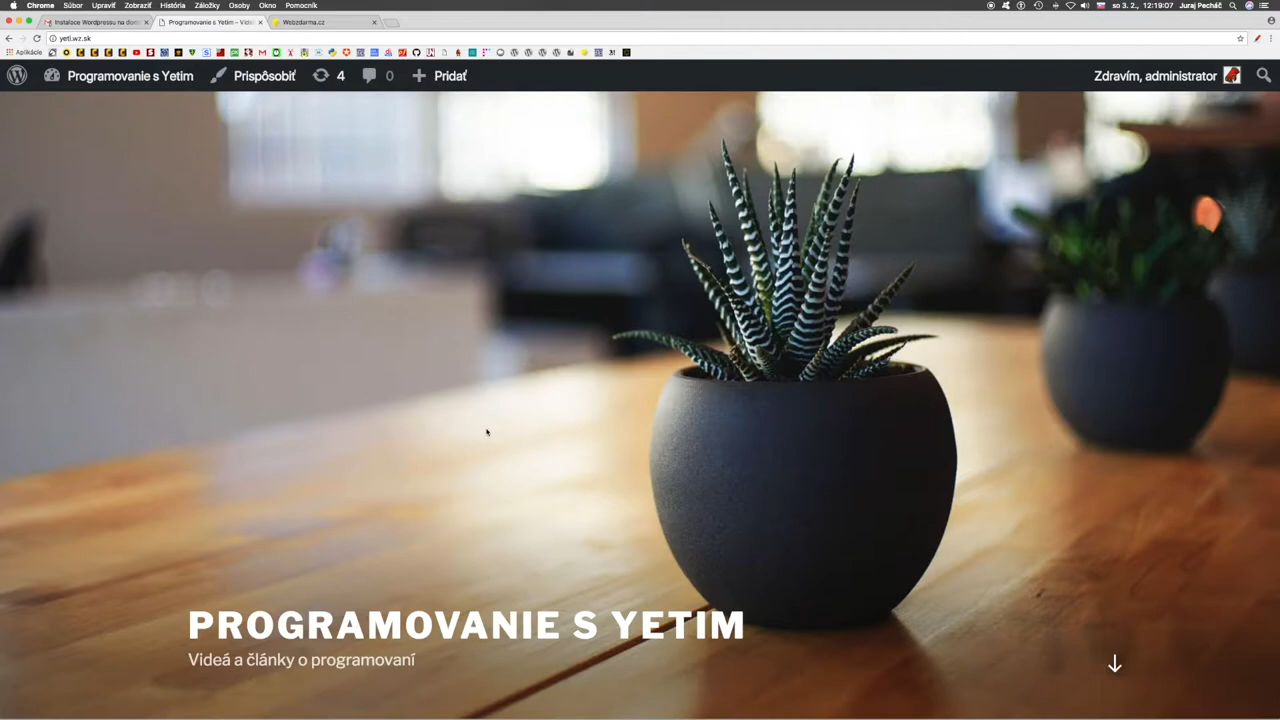 Chrome Súbor Upraviť Zobraziť História Záložky Osoby Okno Pomocník so 3. 2., 12:19:07 Juraj Pecháč
Instalace Wordpressu na dom Programovanie s Yetim – Vide Webzdarma.cz
yeti.wz.sk
Aplikácie
Programovanie s Yetim Prispôsobiť 4 0 Pridať Zdravím, administrator
PROGRAMOVANIE S YETIM
Videá a články o programovaní